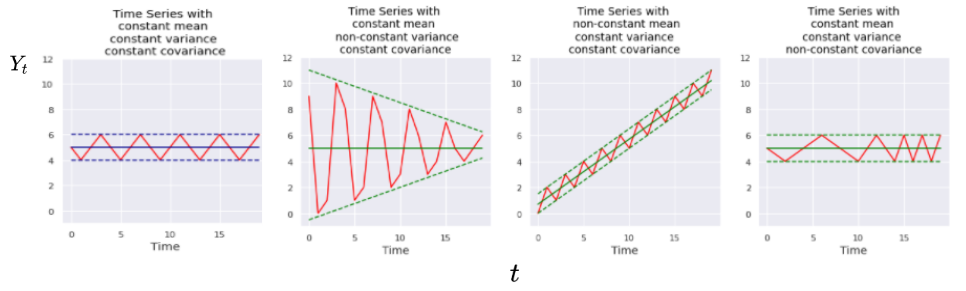 Time Series with
constant mean
constant variance
constant covariance
Time Series with
constant mean
non-constant variance
constant covariance
Time Series with
non-constant mean
constant variance
constant covariance
Time Series with
constant mean
constant variance
non-constant covariance
Y_t
12
10
8
6
4
2
0
0 5 10 15
Time
12
10
8
6
4
2
0
0 5 10 15
Time
12
10
8
6
4
2
0
0 5 10 15
Time
12
10
8
6
4
2
0
0 5 10 15
Time
t